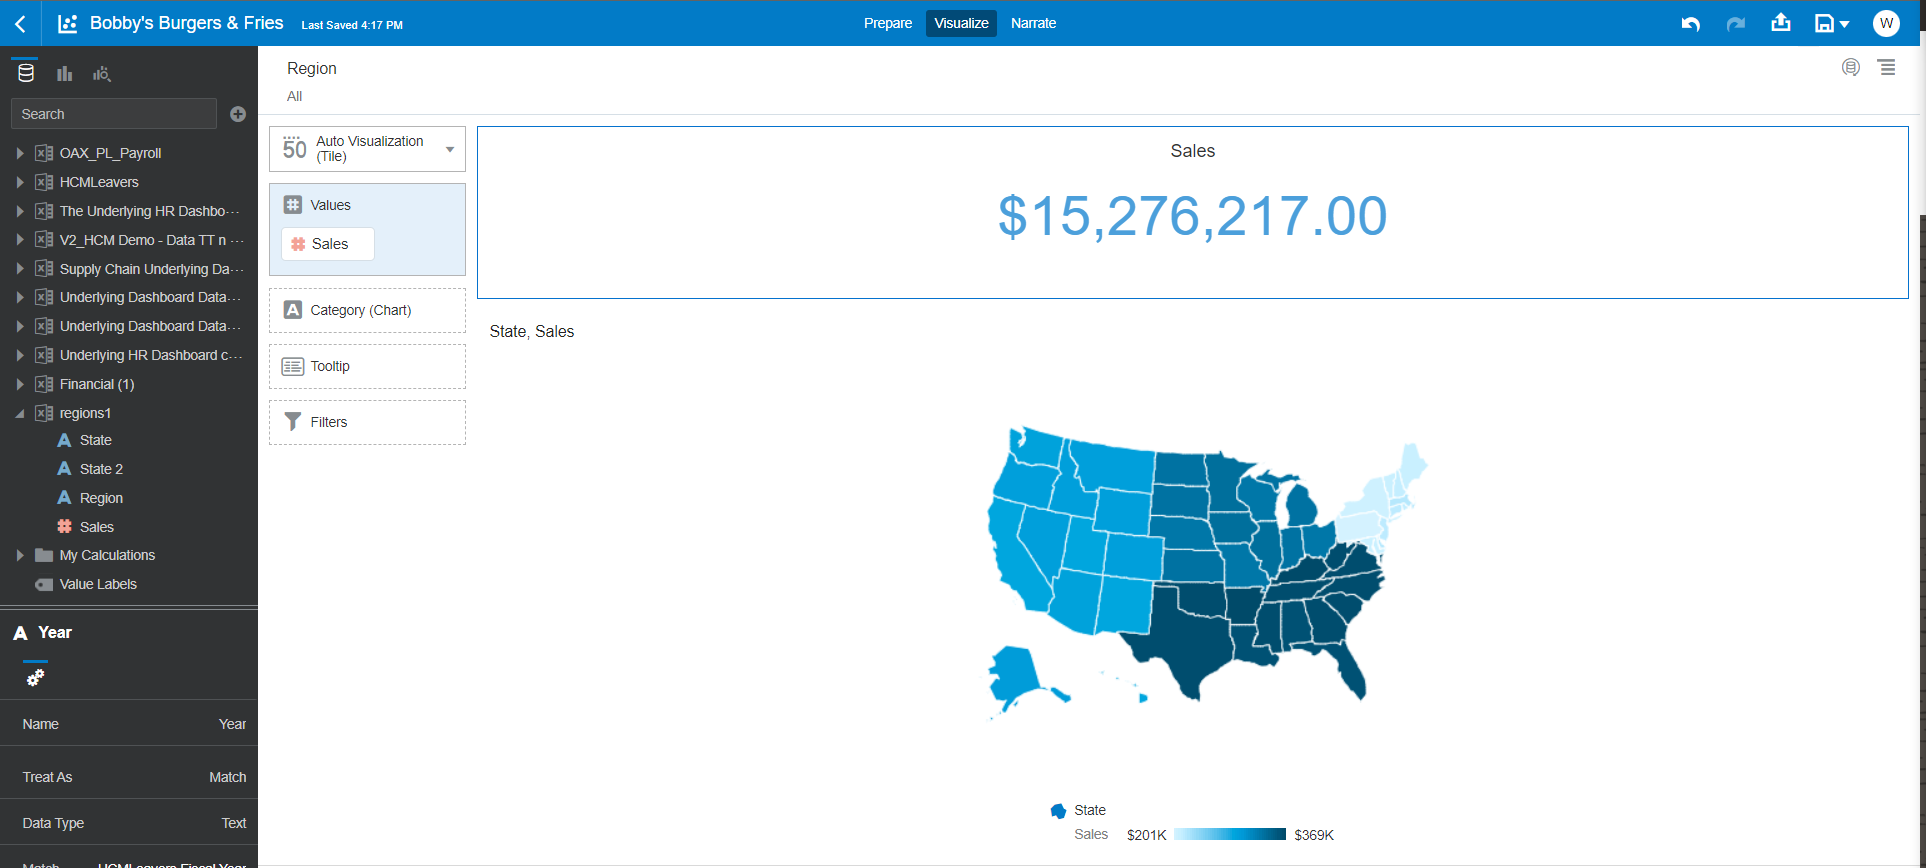 Bobby's Burgers & Fries
Last Saved 4:17 PM
Prepare
Visualize
Narrate
W
Search
OAX_PL_Payroll
HCMLeavers
The Underlying HR Dashbo···
V2_HCM Demo - Data TT n ···
Supply Chain Underlying Da···
Underlying Dashboard Data···
Underlying Dashboard Data···
Underlying HR Dashboard c···
Financial (1)
regions1
A State
A State 2
A Region
# Sales
My Calculations
Value Labels
A Year
Name Year
Treat As Match
Data Type Text
Match HCMLeavers Fiscal Year
Region
All
50
Auto Visualization
(Tile)
# Values
# Sales
A Category (Chart)
Tooltip
Filters
Sales
$15,276,217.00
State, Sales
State
Sales $201K $369K